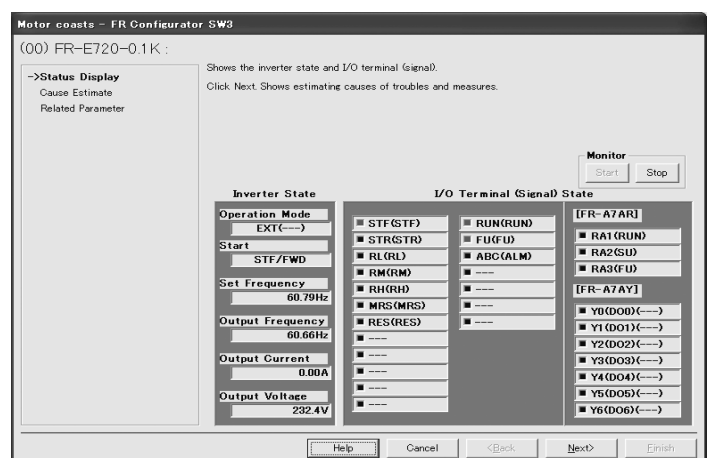 Motor coasts - FR Configurator SW3
(00) FR-E720-0.1K :
->Status Display
Cause Estimate
Related Parameter
Shows the inverter state and I/O terminal (signal).
Click Next. Shows estimating causes of troubles and measures.
Monitor
Start
Stop
Inverter State
Operation Mode
EXT(---)
Start
STF/FWD
Set Frequency
60.79Hz
Output Frequency
60.66Hz
Output Current
0.00A
Output Voltage
232.4V
I/O Terminal (Signal) State
STF(STF)
STR(STR)
RL(RL)
RM(RM)
RH(RH)
MRS(MRS)
RES(RES)
---
---
---
---
---
RUN(RUN)
FU(FU)
ABC(ALM)
---
---
---
---
[FR-A7AR]
RA1(RUN)
RA2(SU)
RA3(FU)
[FR-A7AY]
Y0(DO0)(---)
Y1(DO1)(---)
Y2(DO2)(---)
Y3(DO3)(---)
Y4(DO4)(---)
Y5(DO5)(---)
Y6(DO6)(---)
Help
Cancel
<Back
Next>
Finish